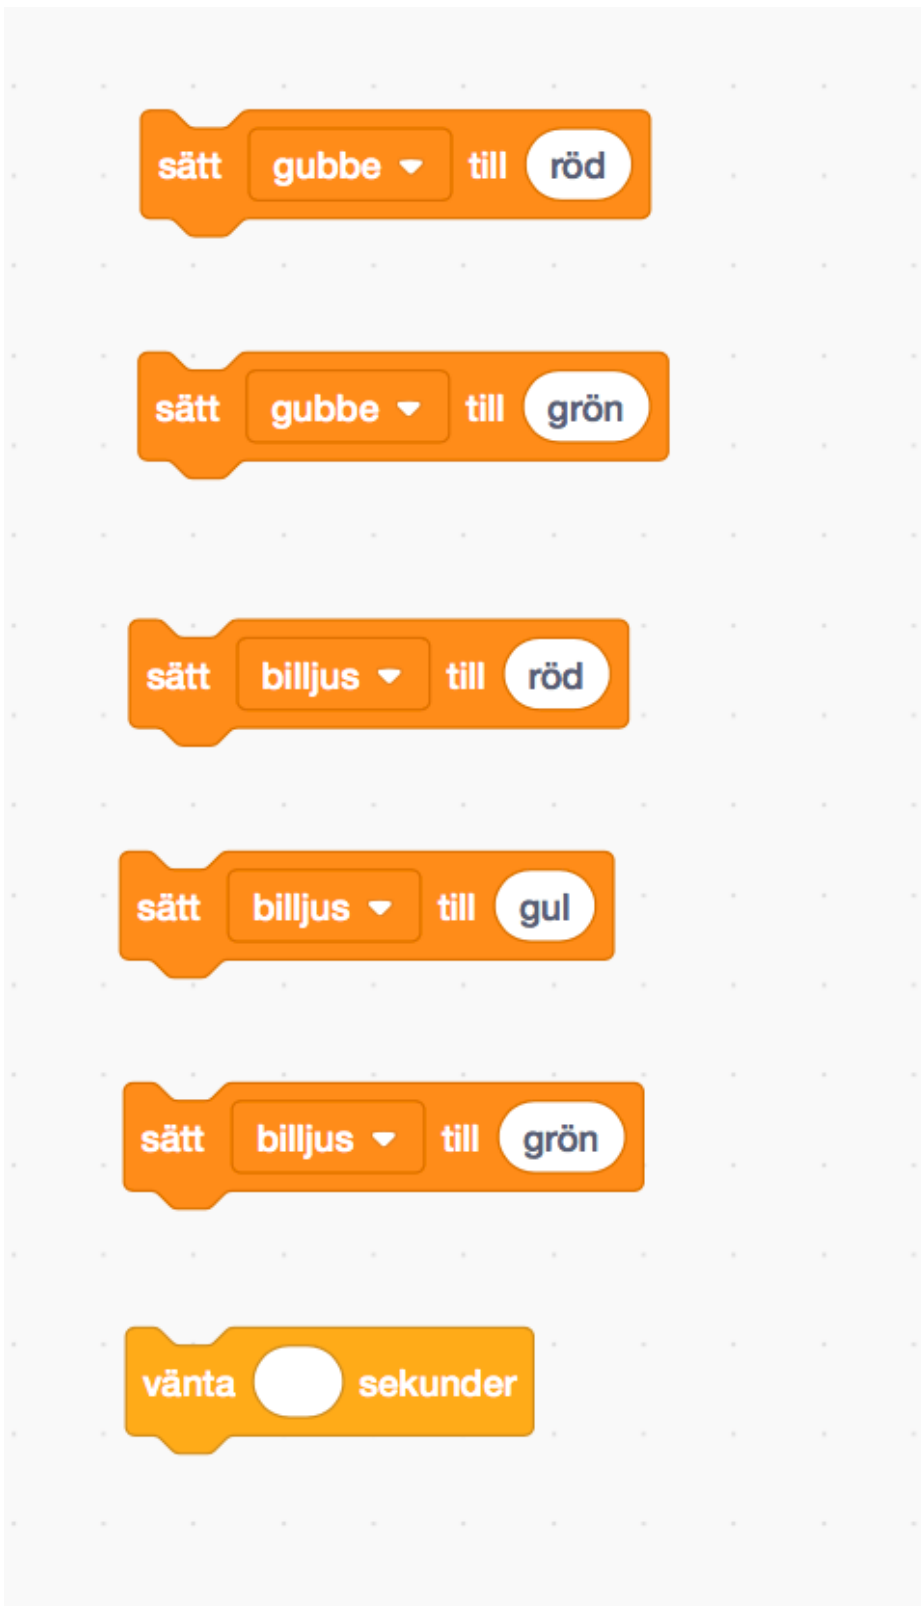 sätt gubbe till röd
sätt gubbe till grön
sätt billjus till röd
sätt billjus till gul
sätt billjus till grön
vänta sekunder